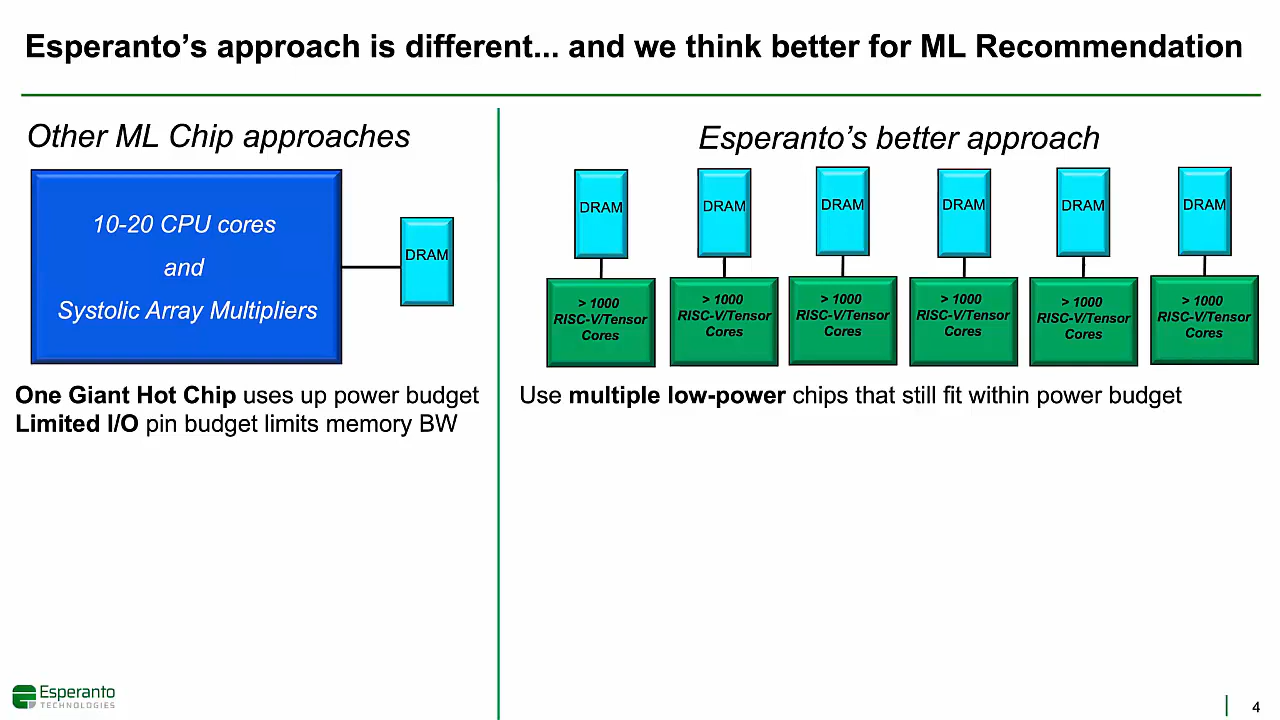 Esperanto’s approach is different... and we think better for ML Recommendation
Other ML Chip approaches
10-20 CPU cores
and
Systolic Array Multipliers
DRAM
One Giant Hot Chip uses up power budget
Limited I/O pin budget limits memory BW
Esperanto’s better approach
DRAM
DRAM
DRAM
DRAM
DRAM
DRAM
> 1000
RISC-V/Tensor
Cores
> 1000
RISC-V/Tensor
Cores
> 1000
RISC-V/Tensor
Cores
> 1000
RISC-V/Tensor
Cores
> 1000
RISC-V/Tensor
Cores
> 1000
RISC-V/Tensor
Cores
Use multiple low-power chips that still fit within power budget
Esperanto
TECHNOLOGIES
4